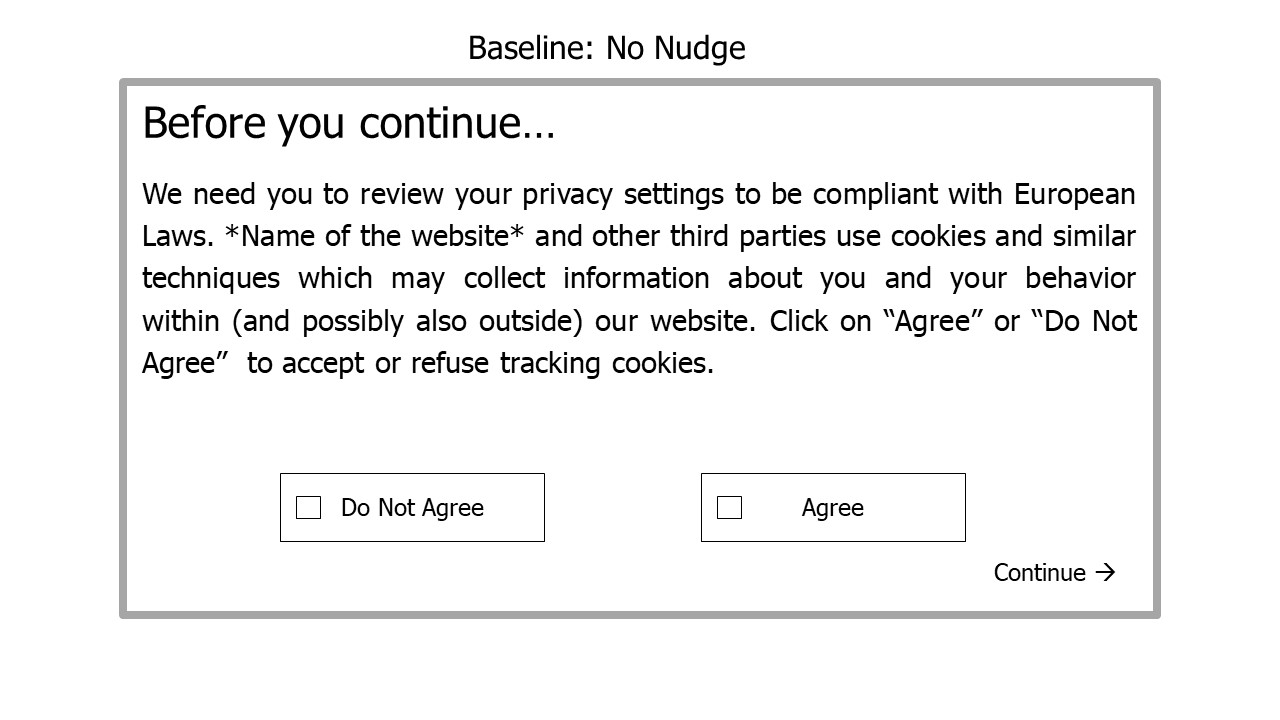 Baseline: No Nudge
Before you continue…
We need you to review your privacy settings to be compliant with European
Laws. *Name of the website* and other third parties use cookies and similar
techniques which may collect information about you and your behavior
within (and possibly also outside) our website. Click on “Agree” or “Do Not
Agree”  to accept or refuse tracking cookies.
Do Not Agree
Agree
Continue →